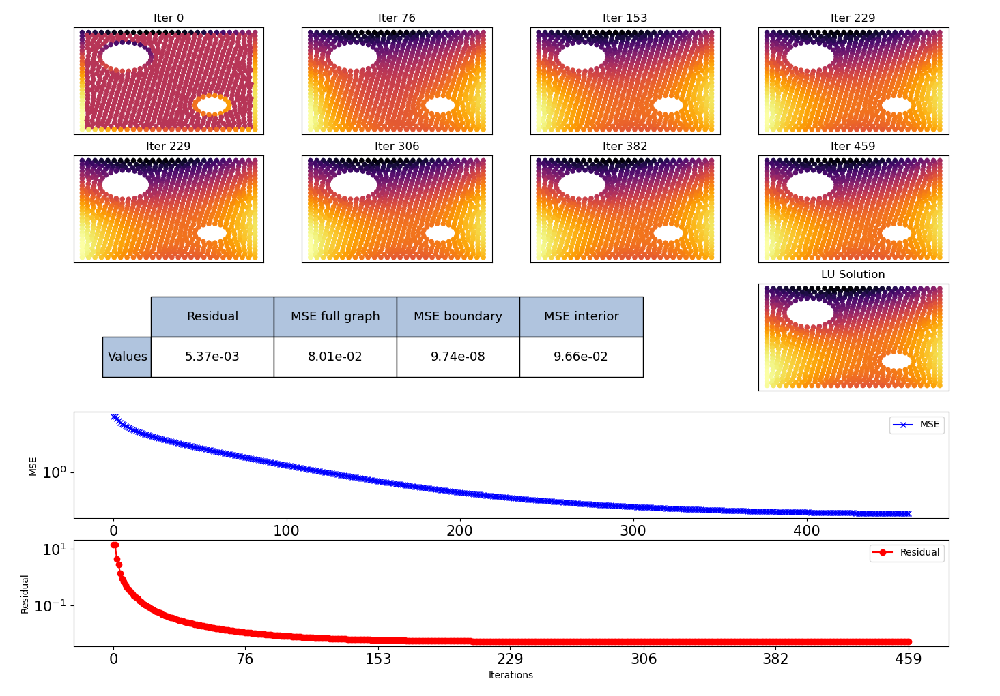 Iter 0
Iter 76
Iter 153
Iter 229
Iter 229
Iter 306
Iter 382
Iter 459
LU Solution
Residual MSE full graph MSE boundary MSE interior
Values 5.37e-03 8.01e-02 9.74e-08 9.66e-02
MSE
MSE
10⁰
0 100 200 300 400
Residual
Residual
10¹
10⁻¹
0 76 153 229 306 382 459
Iterations